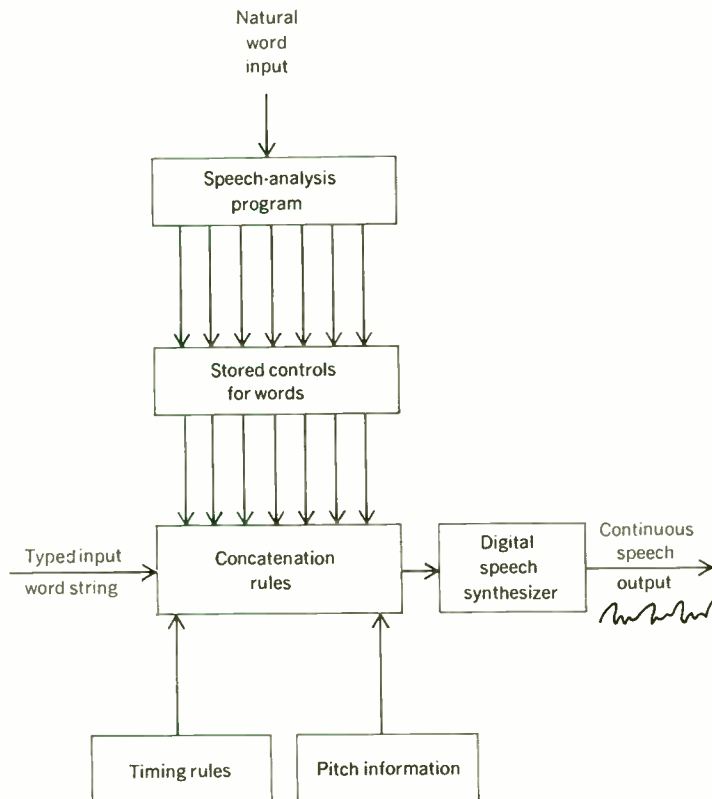 Natural
word
input
Speech-analysis
program
Stored controls
for words
Typed input
word string
Concatenation
rules
Digital
speech
synthesizer
Continuous
speech
output
Timing rules
Pitch information